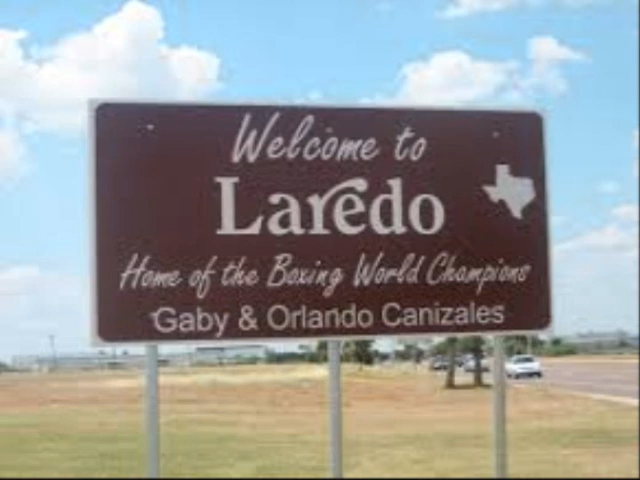 Welcome to
Laredo
Home of the Boxing World Champions
Gaby & Orlando Canizales